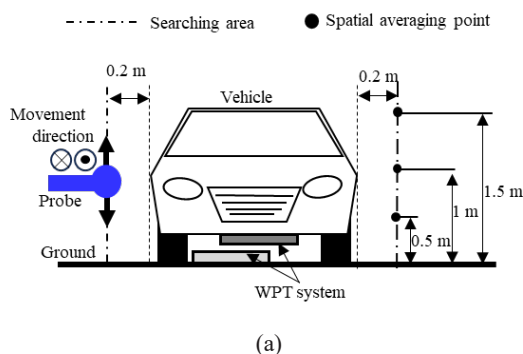 Searching area
Spatial averaging point
0.2 m
0.2 m
Vehicle
Movement
direction
Probe
1.5 m
1 m
0.5 m
Ground
WPT system
(a)